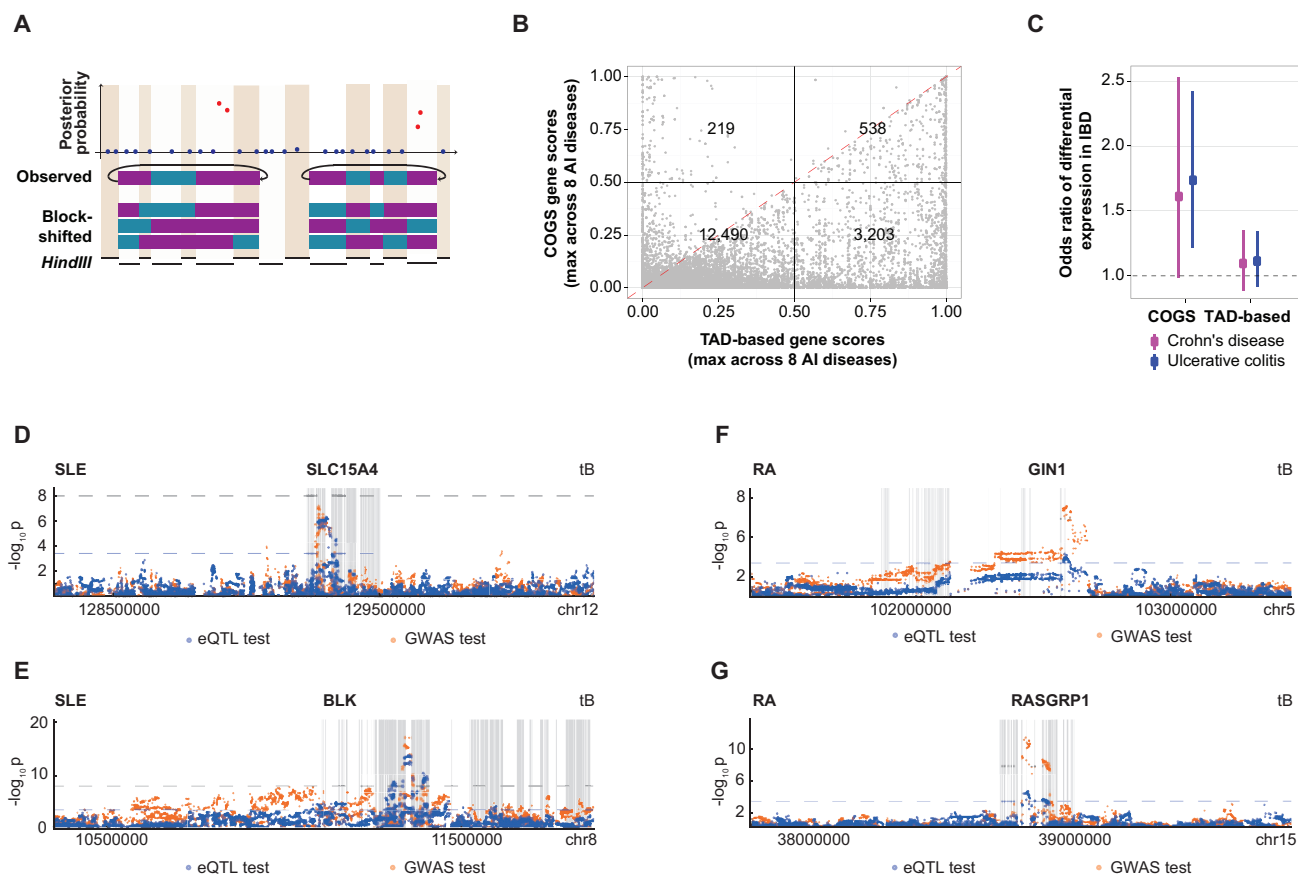 A
Posterior
probability
Observed
Block-
shifted
HindIII
B
COGS gene scores
(max across 8 AI diseases)
1.00
0.75
0.50
0.25
0.00
219
538
12,490
3,203
0.00
0.25
0.50
0.75
1.00
TAD-based gene scores
(max across 8 AI diseases)
C
Odds ratio of differential
expression in IBD
2.5
2.0
1.5
1.0
COGS
TAD-based
Crohn's disease
Ulcerative colitis
D
SLE
SLC15A4
tB
-log10 p
8
6
4
2
128500000
129500000
chr12
eQTL test
GWAS test
F
RA
GIN1
tB
-log10 p
8
6
2
102000000
103000000
chr5
eQTL test
GWAS test
E
SLE
BLK
tB
-log10 p
20
10
0
10500000
11500000
chr8
eQTL test
GWAS test
G
RA
RASGRP1
tB
-log10 p
10
6
2
38000000
39000000
chr15
eQTL test
GWAS test